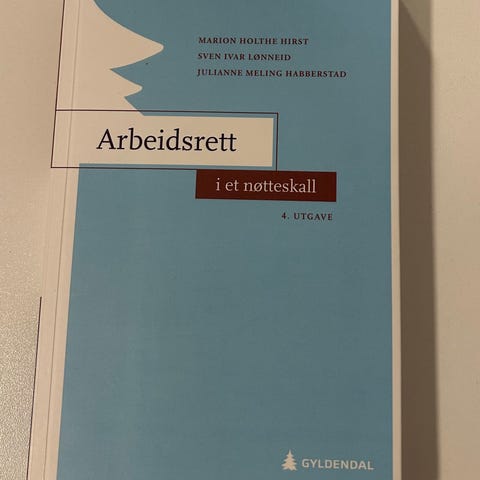 MARION HOLTHE HIRST
SVEN IVAR LØNNEID
JULIANNE MELING HABBERSTAD
Arbeidsrett
i et nøtteskall
4. UTGAVE
GYLDENDAL